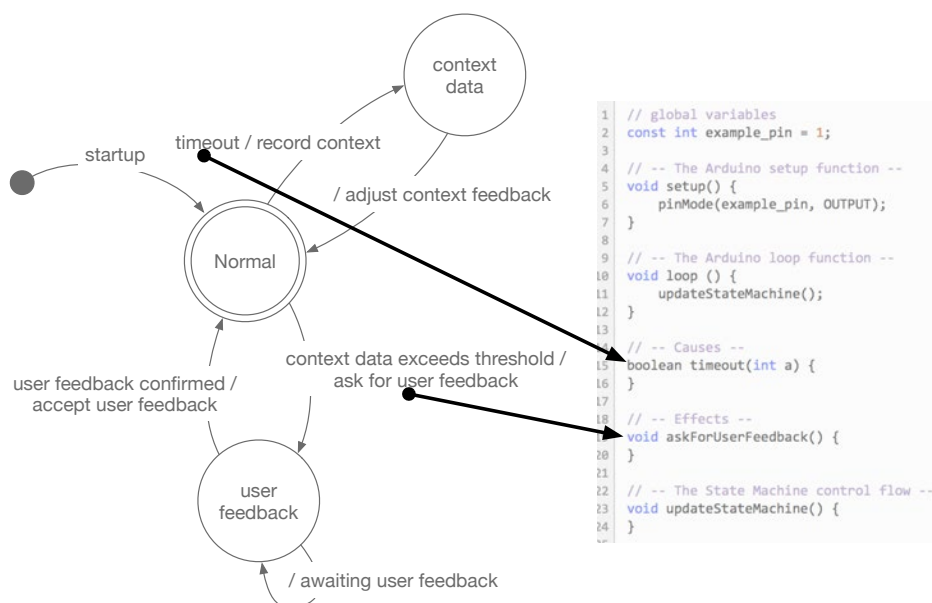 context
data
startup
timeout / record context
/ adjust context feedback
Normal
context data exceeds threshold /
ask for user feedback
user feedback confirmed /
accept user feedback
user
feedback
/ awaiting user feedback
1 // global variables
2 const int example_pin = 1;
3
4 // -- The Arduino setup function --
5 void setup() {
6 pinMode(example_pin, OUTPUT);
7 }
8
9 // -- The Arduino loop function --
10 void loop () {
11 updateStateMachine();
12 }
13
14 // -- Causes --
15 boolean timeout(int a) {
16 }
17
18 // -- Effects --
19 void askForUserFeedback() {
20 }
21
22 // -- The State Machine control flow --
23 void updateStateMachine() {
24 }